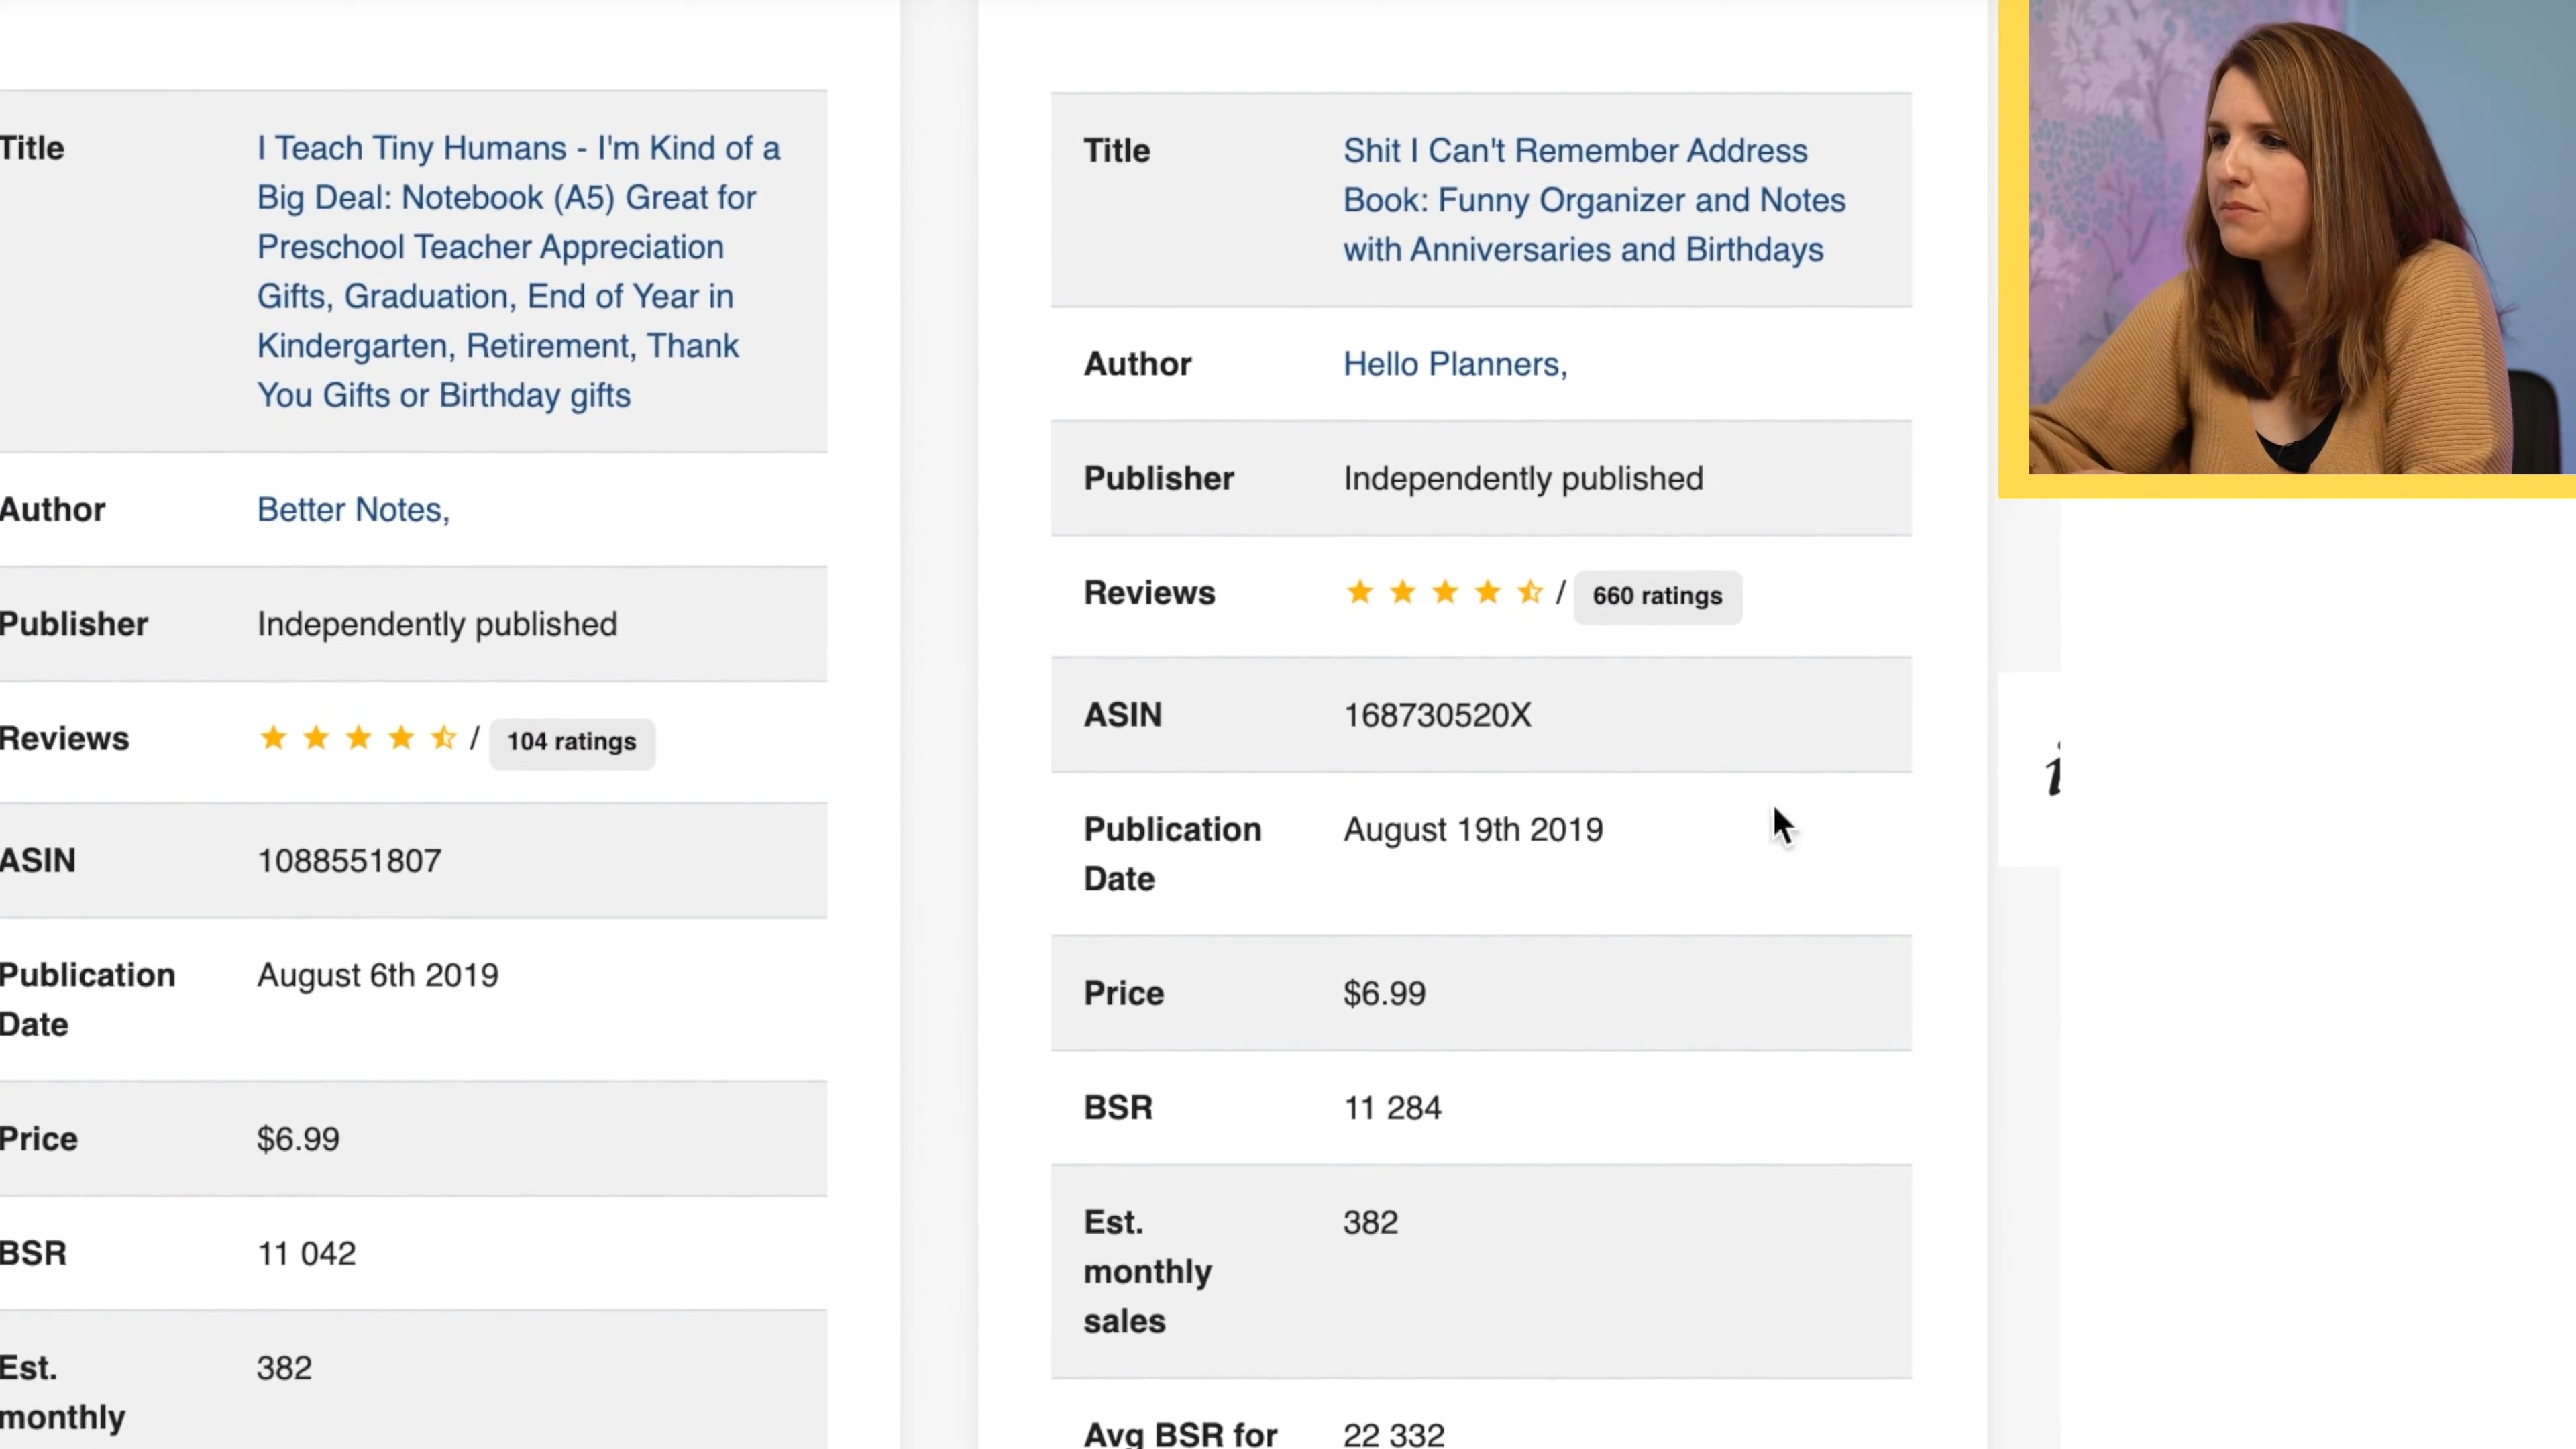 Title
I Teach Tiny Humans - I'm Kind of a
Big Deal: Notebook (A5) Great for
Preschool Teacher Appreciation
Gifts, Graduation, End of Year in
Kindergarten, Retirement, Thank
You Gifts or Birthday gifts
Author
Better Notes,
Publisher
Independently published
Reviews
/ 104 ratings
ASIN
1088551807
Publication
Date
August 6th 2019
Price
$6.99
BSR
11 042
Est.
monthly
382
Title
Shit I Can't Remember Address
Book: Funny Organizer and Notes
with Anniversaries and Birthdays
Author
Hello Planners,
Publisher
Independently published
Reviews
/ 660 ratings
ASIN
168730520X
Publication
Date
August 19th 2019
Price
$6.99
BSR
11 284
Est.
monthly
sales
382
Avg BSR for
22 332
i